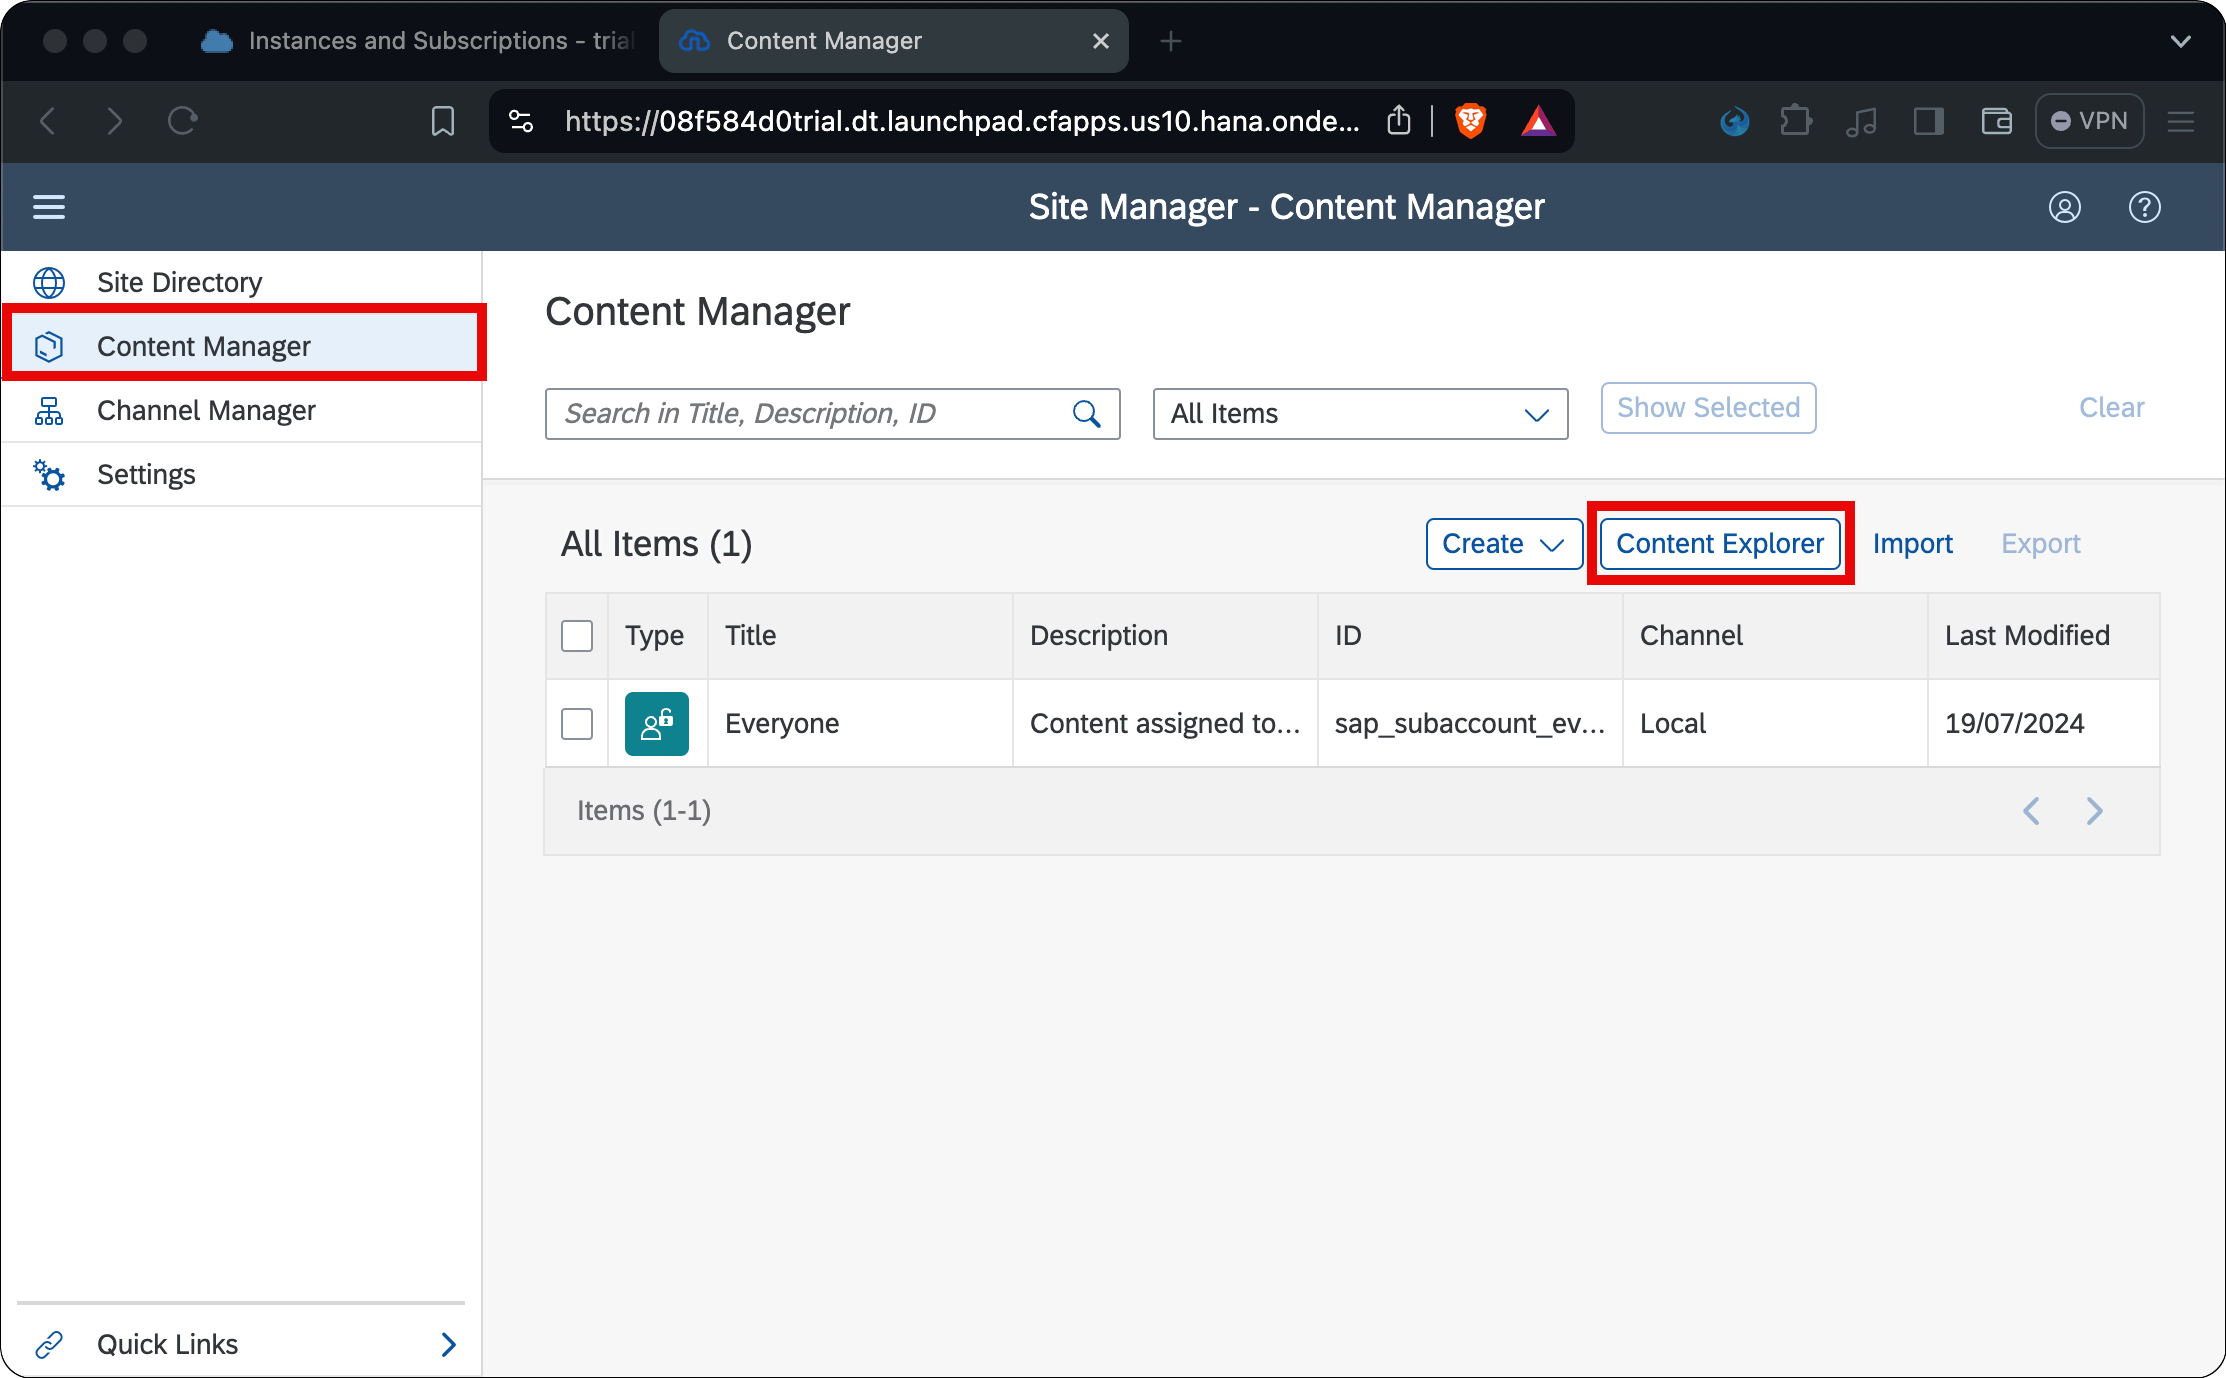 Instances and Subscriptions - trial
Content Manager
https://08f584d0trial.dt.launchpad.cfapps.us10.hana.onde...
VPN
Site Manager - Content Manager
Site Directory
Content Manager
Channel Manager
Settings
Quick Links
Content Manager
Search in Title, Description, ID
All Items
Show Selected
Clear
All Items (1)
Create
Content Explorer
Import
Export
Type Title Description ID Channel Last Modified
Everyone Content assigned to... sap_subaccount_ev... Local 19/07/2024
Items (1-1)